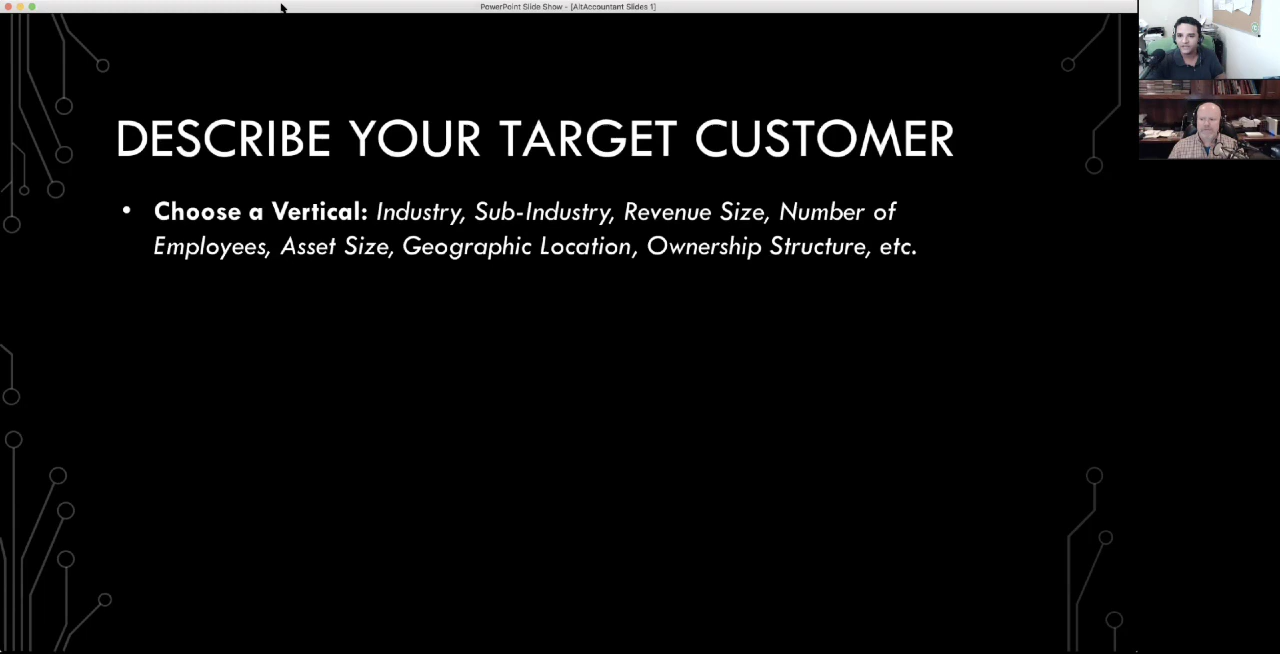 PowerPoint Slide Show - [AltAccountant Slides 1]
DESCRIBE YOUR TARGET CUSTOMER
• Choose a Vertical: Industry, Sub-Industry, Revenue Size, Number of
Employees, Asset Size, Geographic Location, Ownership Structure, etc.